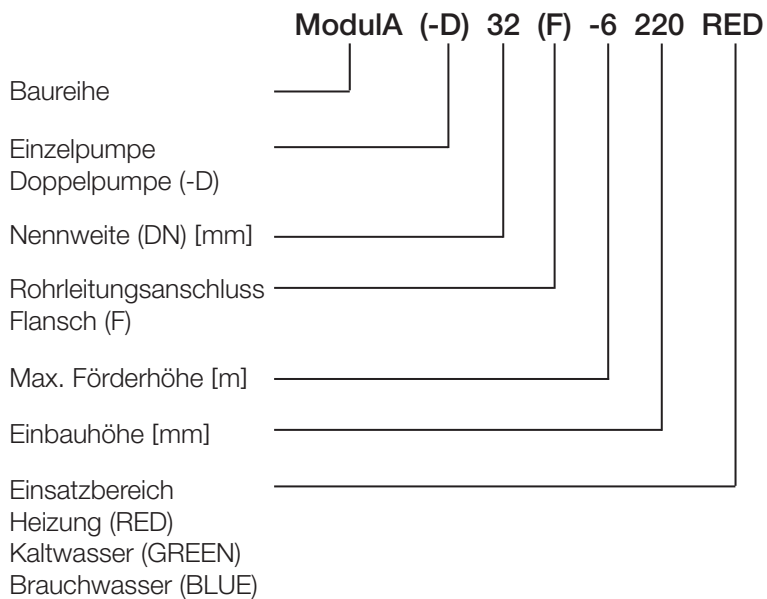 ModulA (-D) 32 (F) -6 220 RED
Baureihe
Einzelpumpe
Doppelpumpe (-D)
Nennweite (DN) [mm]
Rohrleitungsanschluss
Flansch (F)
Max. Förderhöhe [m]
Einbauhöhe [mm]
Einsatzbereich
Heizung (RED)
Kaltwasser (GREEN)
Brauchwasser (BLUE)